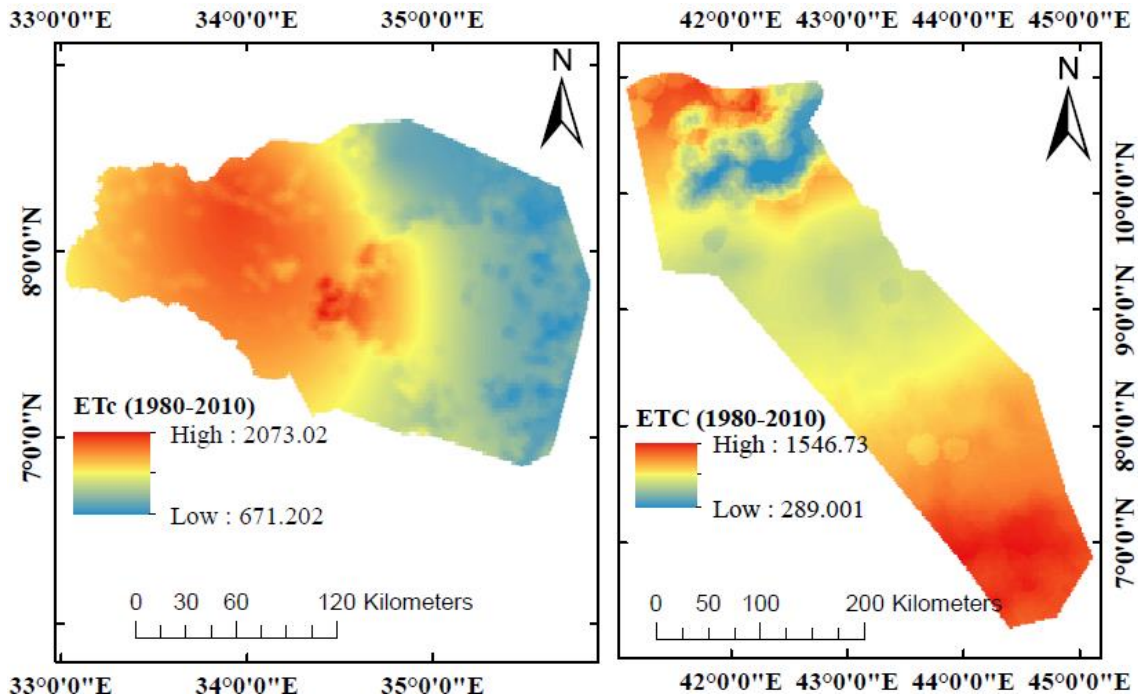 33°0'0"E 34°0'0"E 35°0'0"E
N
8°0'0"N
7°0'0"N
ETc (1980-2010)
High : 2073.02
Low : 671.202
0 30 60 120 Kilometers
33°0'0"E 34°0'0"E 35°0'0"E
42°0'0"E 43°0'0"E 44°0'0"E 45°0'0"E
N
10°0'0"N
9°0'0"N
8°0'0"N
7°0'0"N
ETC (1980-2010)
High : 1546.73
Low : 289.001
0 50 100 200 Kilometers
42°0'0"E 43°0'0"E 44°0'0"E 45°0'0"E